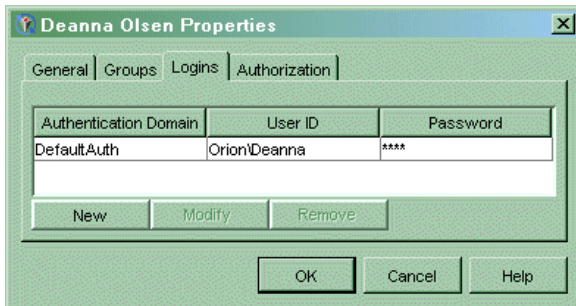 Deanna Olsen Properties
General Groups Logins Authorization
Authentication Domain User ID Password
DefaultAuth Orion\Deanna ****
New Modify Remove
OK Cancel Help